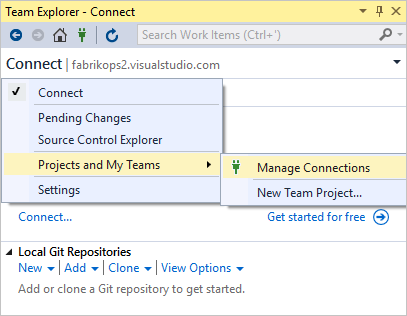 Team Explorer - Connect
Search Work Items (Ctrl+')
Connect | fabrikops2.visualstudio.com
Connect
Pending Changes
Source Control Explorer
Projects and My Teams
Manage Connections
New Team Project...
Settings
Connect... Get started for free
Local Git Repositories
New | Add | Clone | View Options
Add or clone a Git repository to get started.